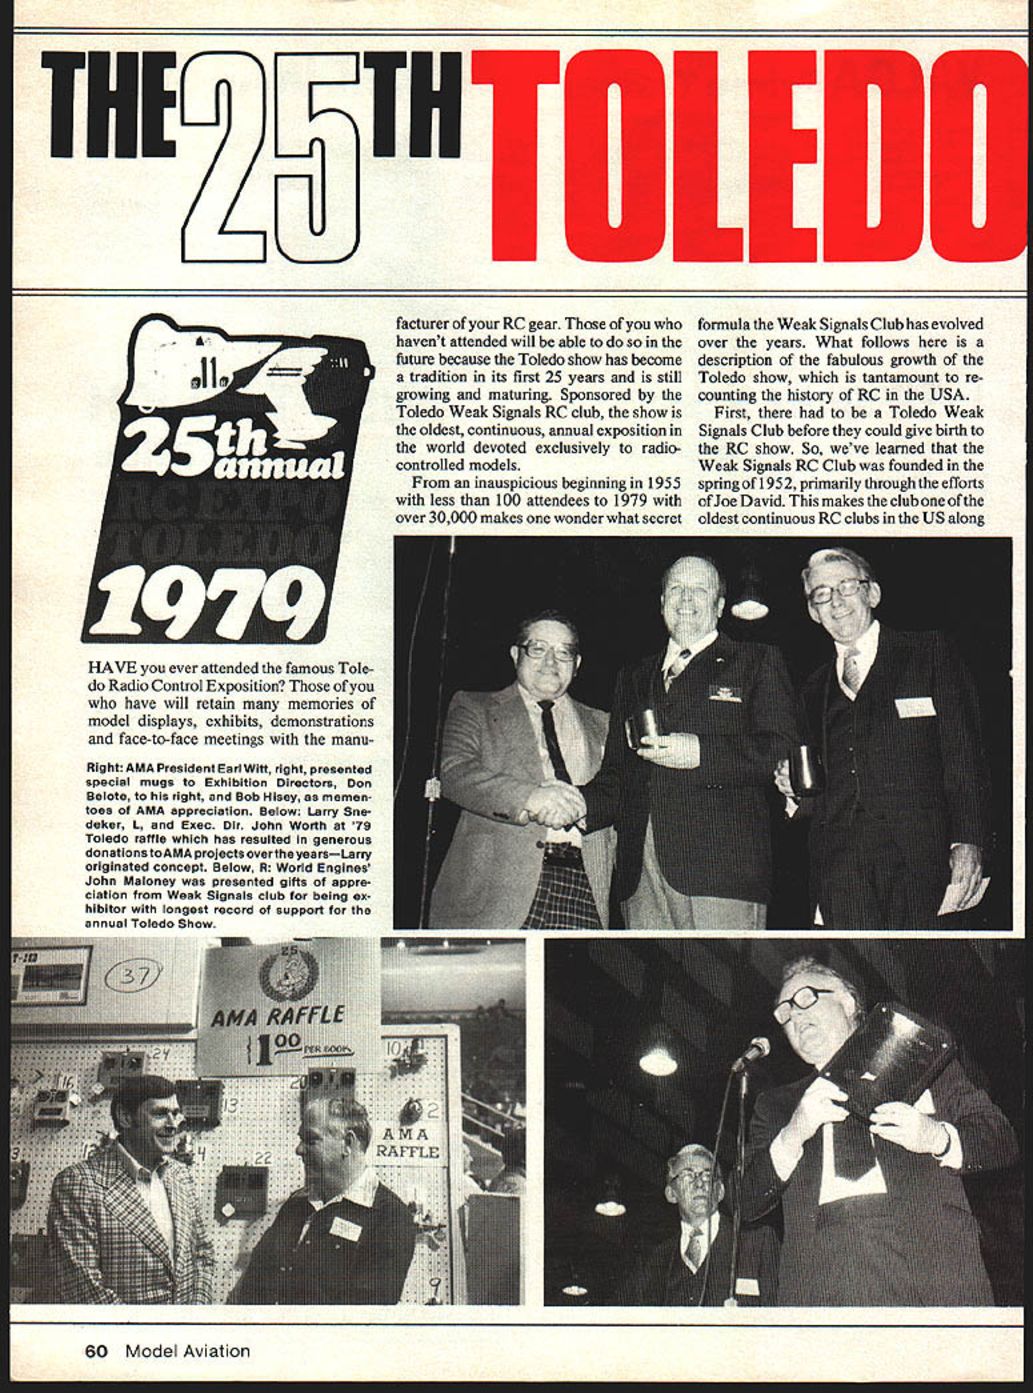 THE 25TH TOLEDO
11
25th
annual
RC EXPO
TOLEDO
1979
HAVE you ever attended the famous Tole-
do Radio Control Exposition? Those of you
who have will retain many memories of
model displays, exhibits, demonstrations
and face-to-face meetings with the manu-
facturer of your RC gear. Those of you who
haven't attended will be able to do so in the
future because the Toledo show has become
a tradition in its first 25 years and is still
growing and maturing. Sponsored by the
Toledo Weak Signals RC club, the show is
the oldest, continuous, annual exposition in
the world devoted exclusively to radio-
controlled models.
From an inauspicious beginning in 1955
with less than 100 attendees to 1979 with
over 30,000 makes one wonder what secret
formula the Weak Signals Club has evolved
over the years. What follows here is a
description of the fabulous growth of the
Toledo show, which is tantamount to re-
counting the history of RC in the USA.
First, there had to be a Toledo Weak
Signals Club before they could give birth to
the RC show. So, we've learned that the
Weak Signals RC Club was founded in the
spring of 1952, primarily through the efforts
of Joe David. This makes the club one of the
oldest continuous RC clubs in the US along
Right: AMA President Earl Witt, right, presented
special mugs to Exhibition Directors, Don
Belote, to his right, and Bob Hisey, as memen-
toes of AMA appreciation. Below: Larry Sne-
deker, L, and Exec. Dir. John Worth at '79
Toledo raffle which has resulted in generous
donations to AMA projects over the years—Larry
originated concept. Below, R: World Engines'
John Maloney was presented gifts of appre-
ciation from Weak Signals club for being ex-
hibitor with longest record of support for the
annual Toledo Show.
37
25
AMA RAFFLE
$1.00 PER BOOK
24
10
16
20
13
2
AMA
RAFFLE
22
9
60 Model Aviation